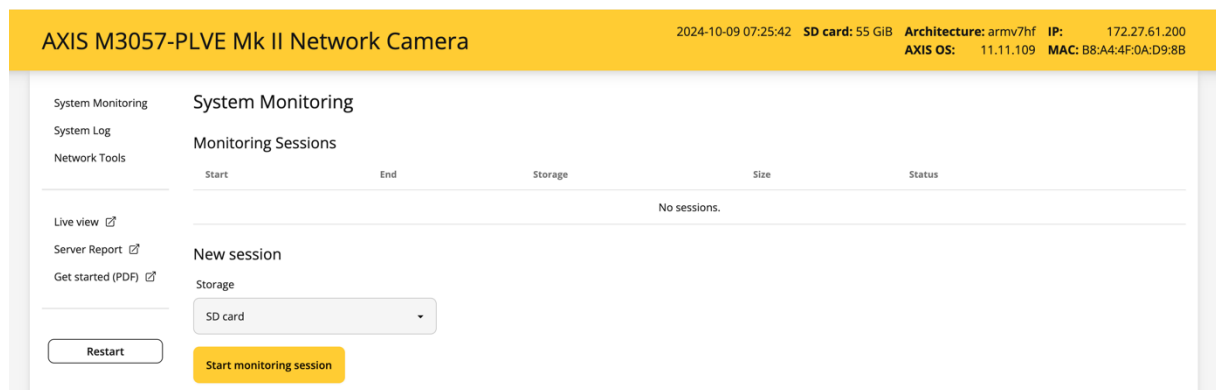 AXIS M3057-PLVE Mk II Network Camera
2024-10-09 07:25:42 SD card: 55 GiB Architecture: armv7hf IP: 172.27.61.200
AXIS OS: 11.11.109 MAC: B8:A4:4F:0A:D9:8B
System Monitoring
System Log
Network Tools
Live view
Server Report
Get started (PDF)
Restart
System Monitoring
Monitoring Sessions
Start End Storage Size Status
No sessions.
New session
Storage
SD card
Start monitoring session